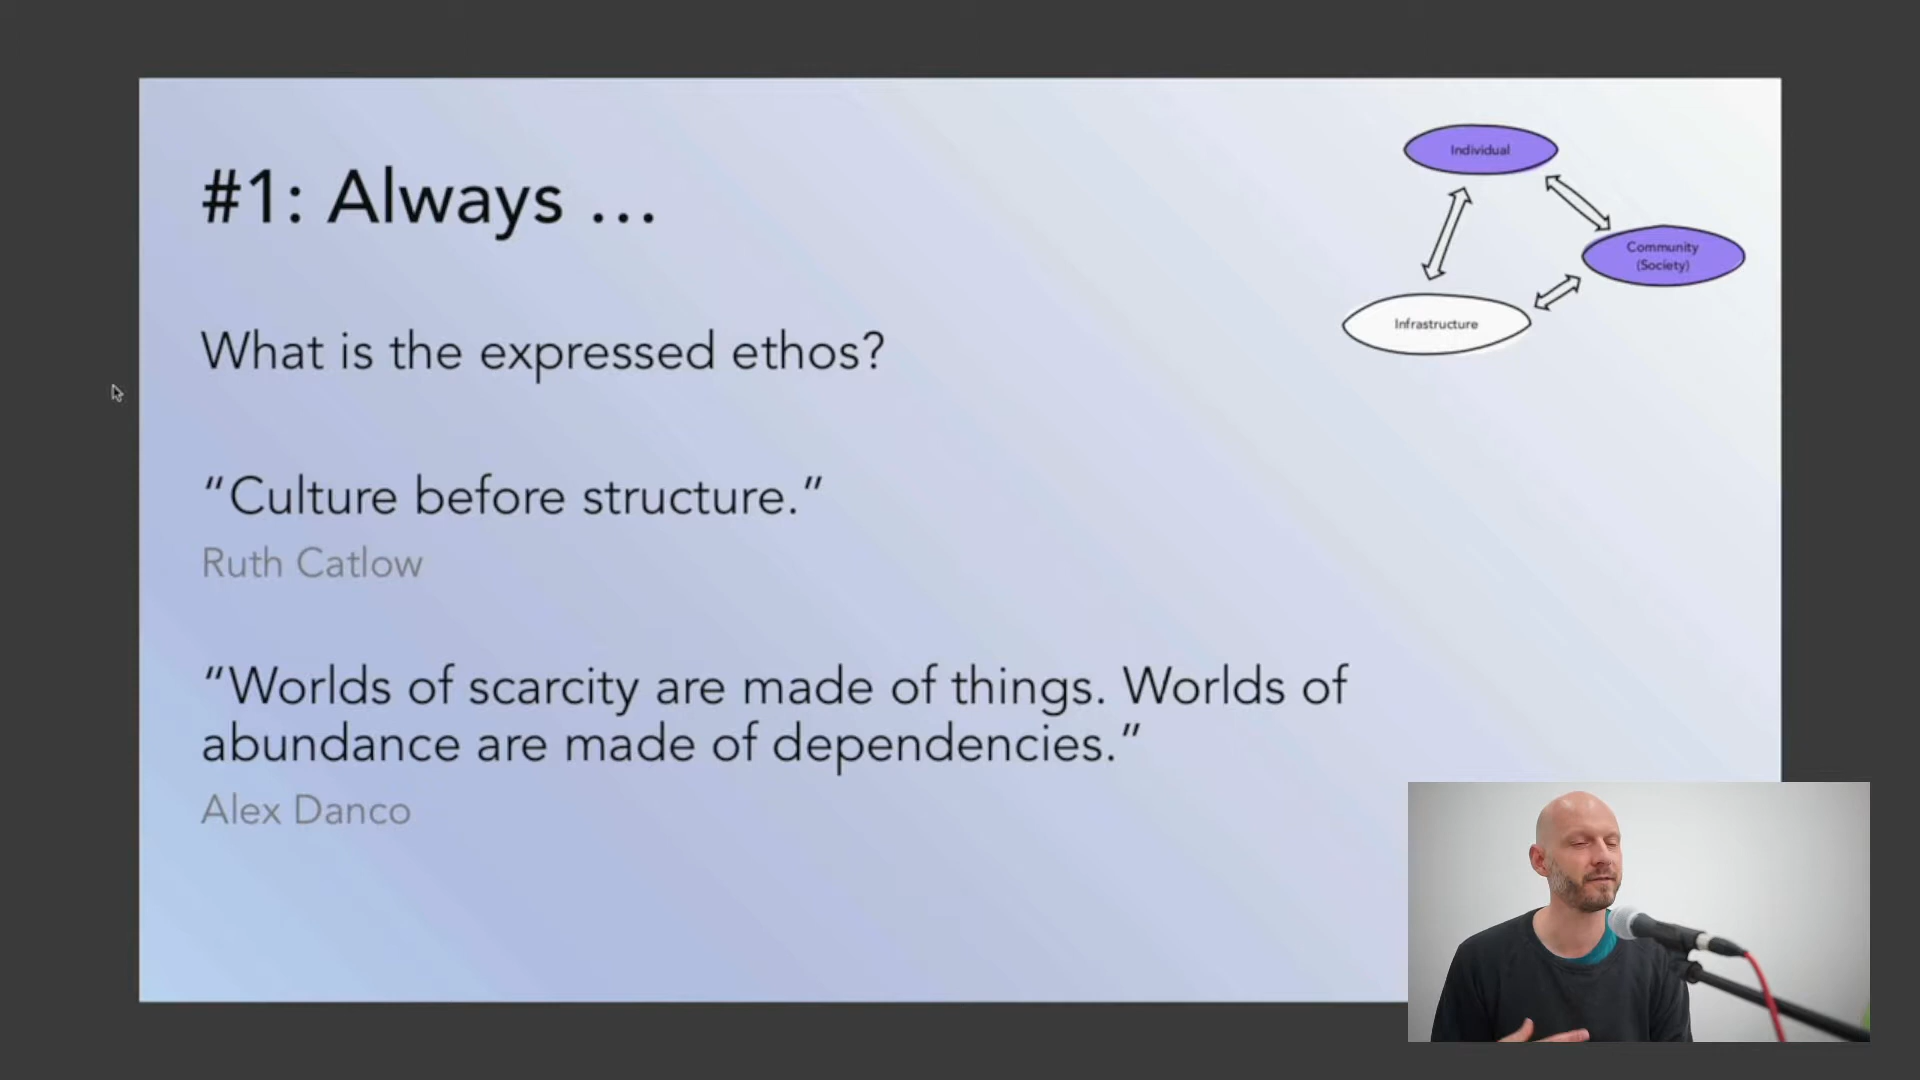 #1: Always …
Individual
Community
(Society)
Infrastructure
What is the expressed ethos?
“Culture before structure.”
Ruth Catlow
“Worlds of scarcity are made of things. Worlds of
abundance are made of dependencies.”
Alex Danco